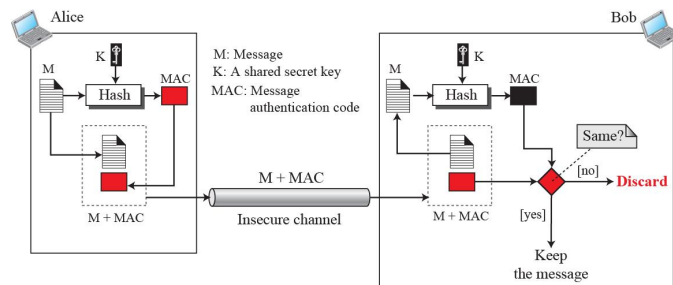 Alice
Bob
K
M
Hash
MAC
M + MAC
M: Message
K: A shared secret key
MAC: Message
authentication code
M + MAC
Insecure channel
K
M
Hash
MAC
M + MAC
Same?
[no]
Discard
[yes]
Keep
the message